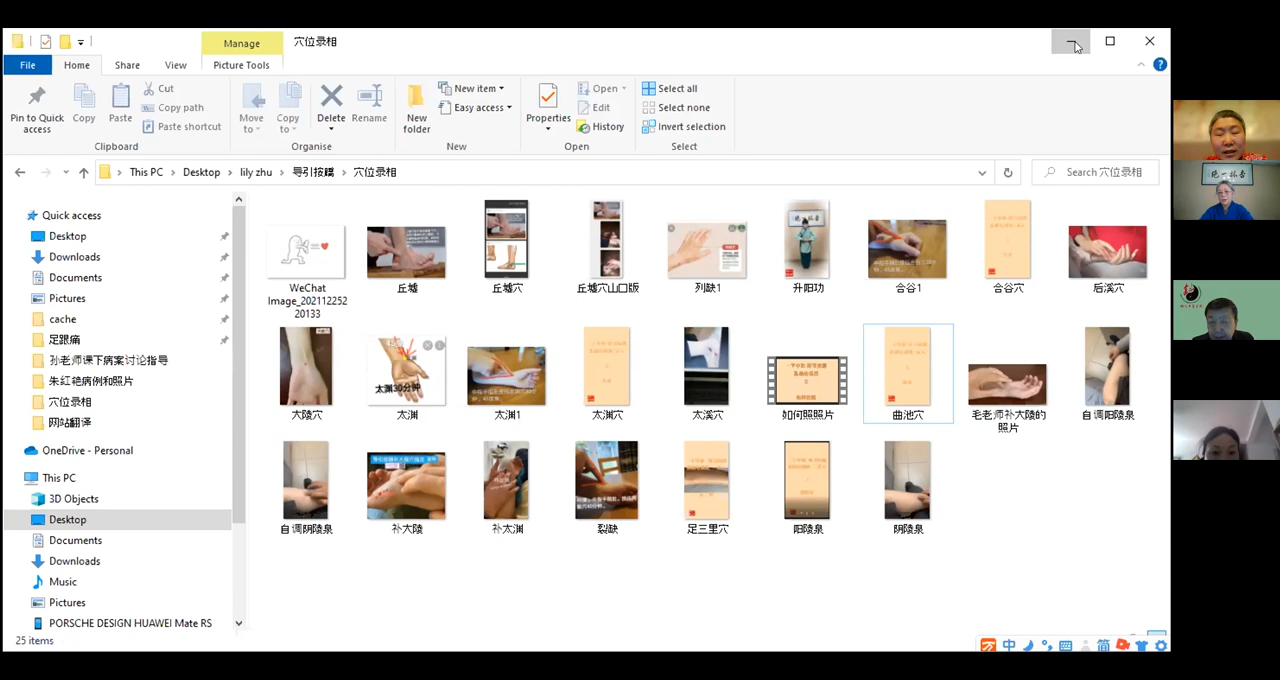 Manage
穴位录相
File
Home
Share
View
Picture Tools
Pin to Quick access
Copy
Paste
Cut
Copy path
Paste shortcut
Clipboard
Move to
Copy to
Delete
Rename
Organise
New folder
New item
Easy access
New
Properties
Open
Edit
History
Open
Select all
Select none
Invert selection
Select
This PC
Desktop
lily zhu
导引按蹻
穴位录相
Search 穴位录相
Quick access
Desktop
Downloads
Documents
Pictures
cache
足跟痛
孙老师课下病案讨论指导
朱红艳病例和照片
穴位录相
网站翻译
OneDrive - Personal
This PC
3D Objects
Desktop
Documents
Downloads
Music
Pictures
PORSCHE DESIGN HUAWEI Mate RS
25 items
WeChat
Image_202112252
20133
丘墟
丘墟穴
丘墟穴山口版
列缺1
升阳功
合谷1
合谷穴
后溪穴
大陵穴
太渊30分钟
太渊
太渊1
太渊穴
太溪穴
如何照照片
曲池穴
毛老师补大陵的
照片
自调阳陵泉
自调阴陵泉
补大陵
补太渊
裂缺
足三里穴
阳陵泉
阴陵泉
中
简